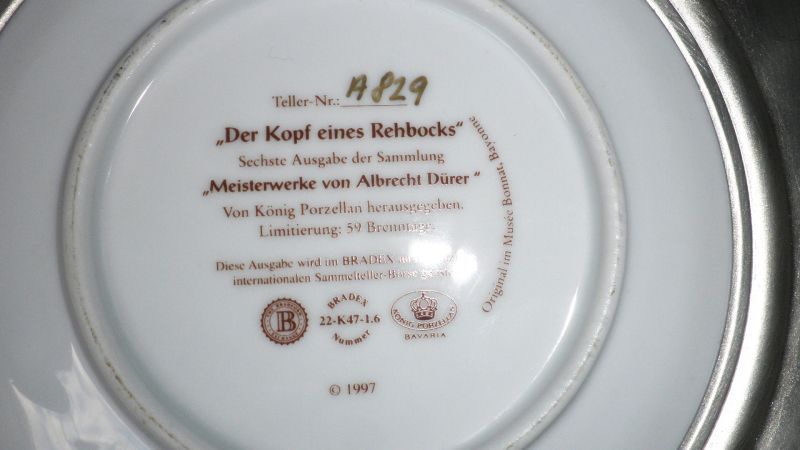 Teller-Nr.: A829
„Der Kopf eines Rehbocks“
Sechste Ausgabe der Sammlung
„Meisterwerke von Albrecht Dürer “
Von König Porzellan herausgegeben.
Limitierung: 59 Brenntage.
Diese Ausgabe wird im BRADEX
internationalen Sammelteller-Börse
Original im Musée Bonnat, Bayonne
B
BRADEX
22-K47-1.6
Nummer
KÖNIG PORZELLAN
BAVARIA
© 1997